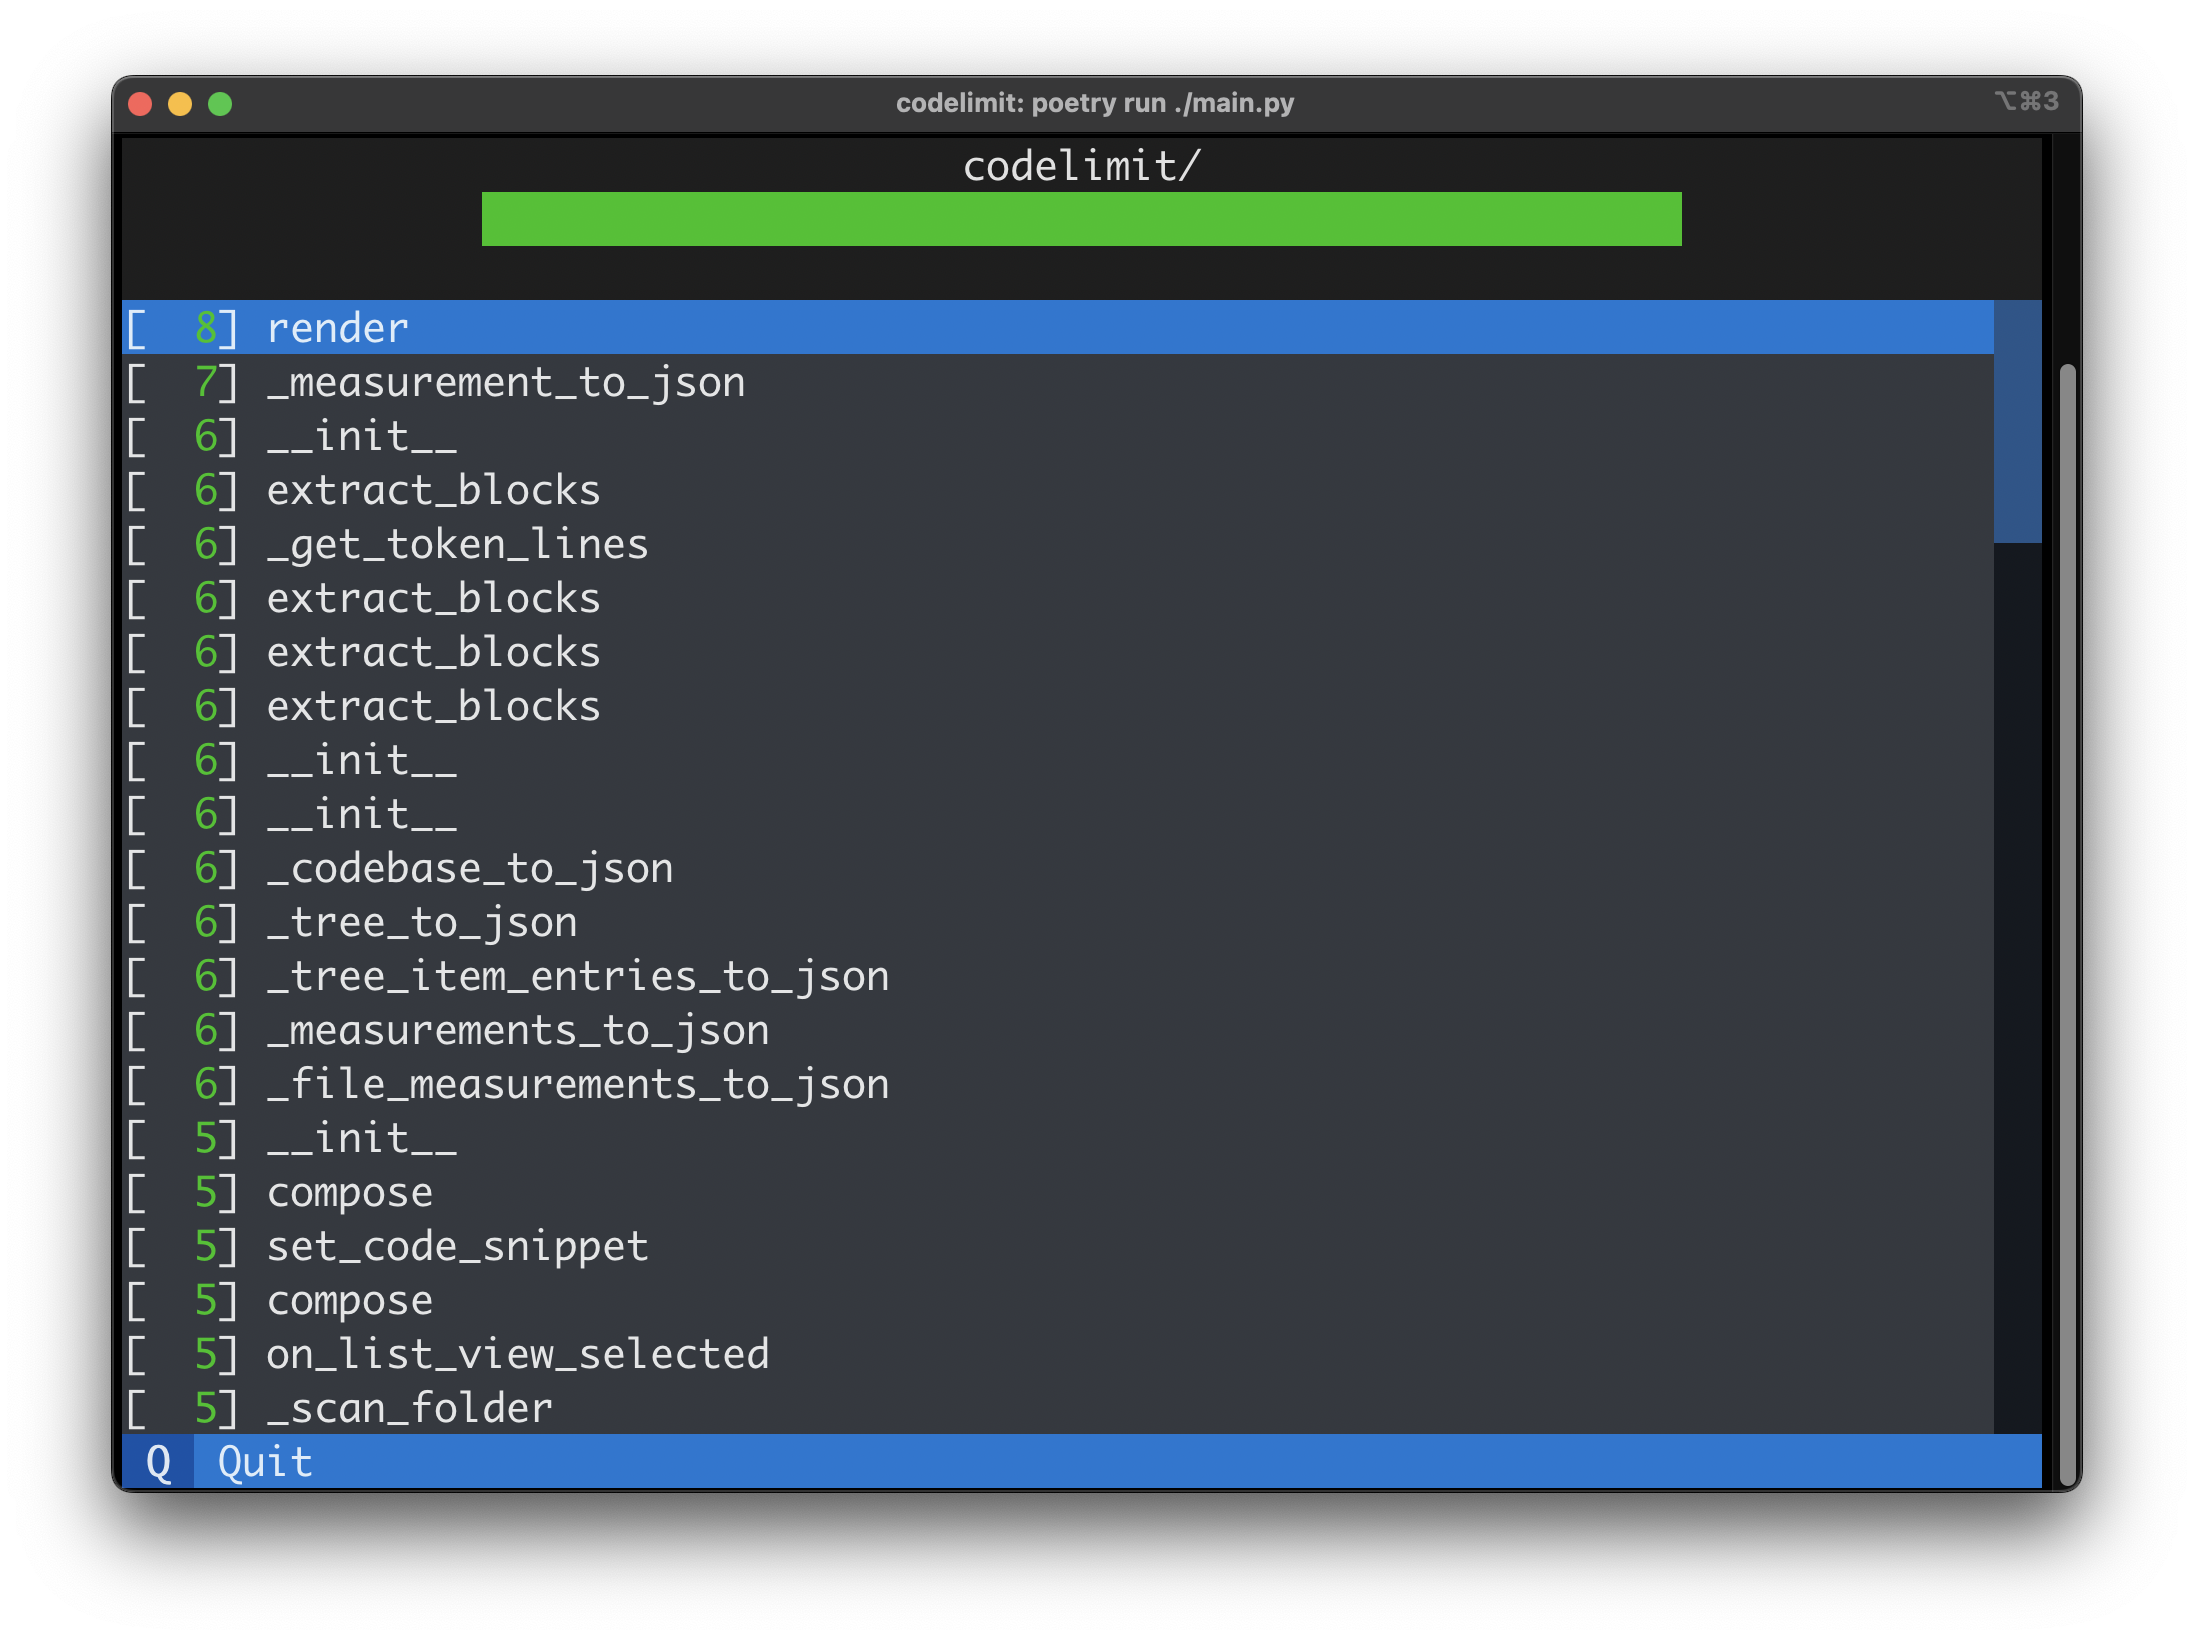 codelimit: poetry run ./main.py ⌥⌘3
codelimit/
[  8] render
[  7] _measurement_to_json
[  6] __init__
[  6] extract_blocks
[  6] _get_token_lines
[  6] extract_blocks
[  6] extract_blocks
[  6] extract_blocks
[  6] __init__
[  6] __init__
[  6] _codebase_to_json
[  6] _tree_to_json
[  6] _tree_item_entries_to_json
[  6] _measurements_to_json
[  6] _file_measurements_to_json
[  5] __init__
[  5] compose
[  5] set_code_snippet
[  5] compose
[  5] on_list_view_selected
[  5] _scan_folder
Q Quit